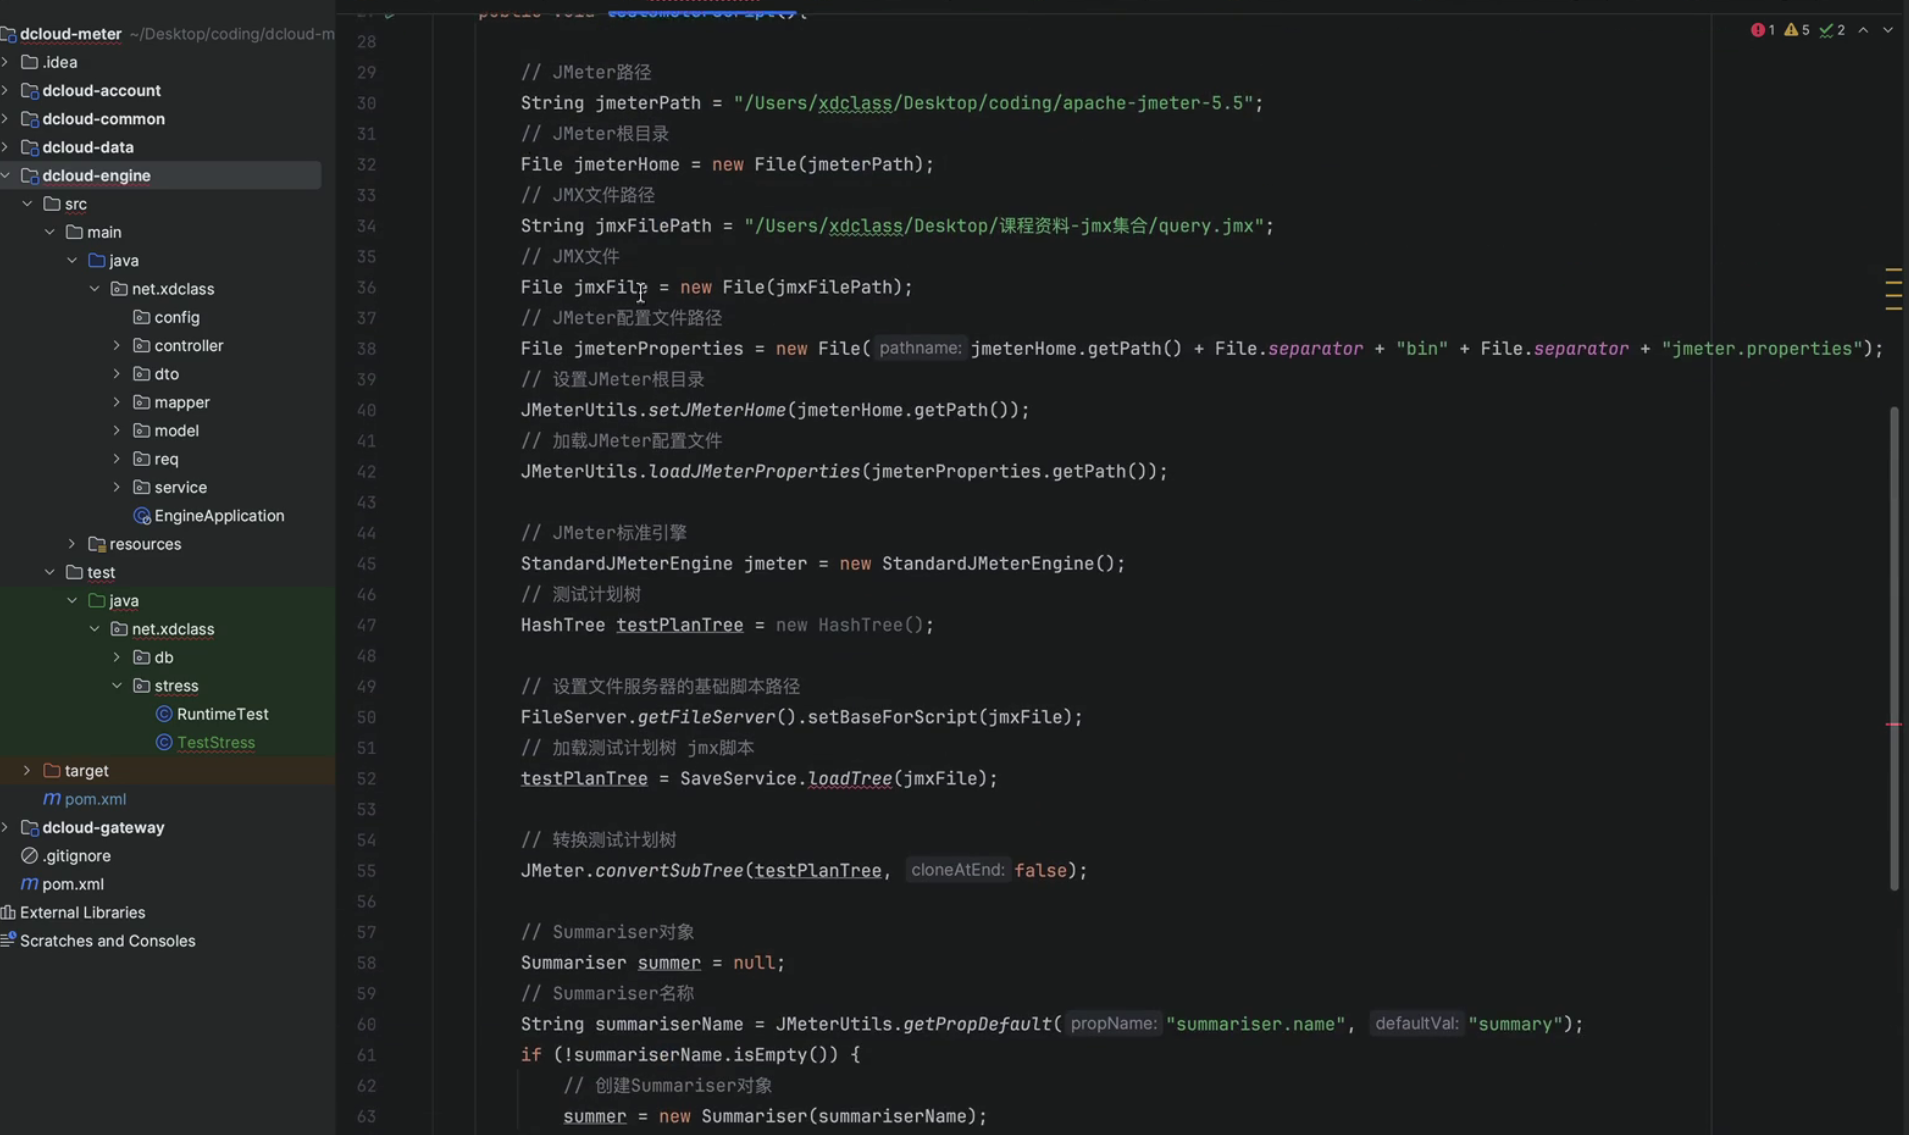 dcloud-meter ~/Desktop/coding/dcloud-m
.idea
dcloud-account
dcloud-common
dcloud-data
dcloud-engine
src
main
java
net.xdclass
config
controller
dto
mapper
model
req
service
EngineApplication
resources
test
java
net.xdclass
db
stress
RuntimeTest
TestStress
target
pom.xml
dcloud-gateway
.gitignore
pom.xml
External Libraries
Scratches and Consoles
1 5 2
28
29 // JMeter路径
30 String jmeterPath = "/Users/xdclass/Desktop/coding/apache-jmeter-5.5";
31 // JMeter根目录
32 File jmeterHome = new File(jmeterPath);
33 // JMX文件路径
34 String jmxFilePath = "/Users/xdclass/Desktop/课程资料-jmx集合/query.jmx";
35 // JMX文件
36 File jmxFile = new File(jmxFilePath);
37 // JMeter配置文件路径
38 File jmeterProperties = new File( pathname: jmeterHome.getPath() + File.separator + "bin" + File.separator + "jmeter.properties");
39 // 设置JMeter根目录
40 JMeterUtils.setJMeterHome(jmeterHome.getPath());
41 // 加载JMeter配置文件
42 JMeterUtils.loadJMeterProperties(jmeterProperties.getPath());
43
44 // JMeter标准引擎
45 StandardJMeterEngine jmeter = new StandardJMeterEngine();
46 // 测试计划树
47 HashTree testPlanTree = new HashTree();
48
49 // 设置文件服务器的基础脚本路径
50 FileServer.getFileServer().setBaseForScript(jmxFile);
51 // 加载测试计划树 jmx脚本
52 testPlanTree = SaveService.loadTree(jmxFile);
53
54 // 转换测试计划树
55 JMeter.convertSubTree(testPlanTree, cloneAtEnd: false);
56
57 // Summariser对象
58 Summariser summer = null;
59 // Summariser名称
60 String summariserName = JMeterUtils.getPropDefault( propName: "summariser.name", defaultVal: "summary");
61 if (!summariserName.isEmpty()) {
62 // 创建Summariser对象
63 summer = new Summariser(summariserName);